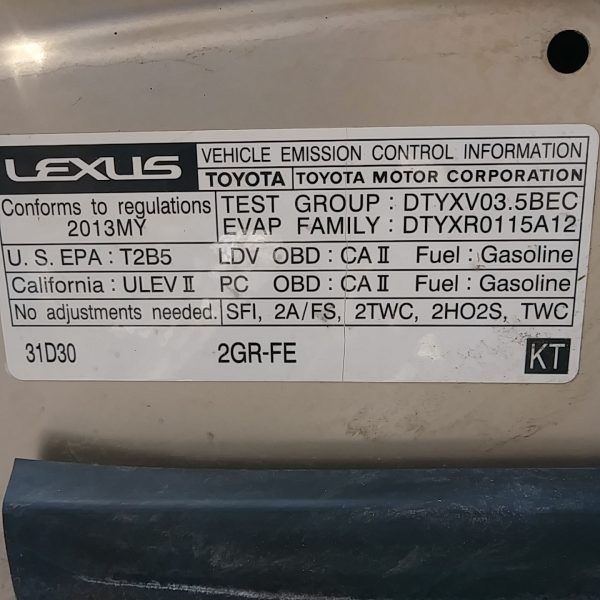 LEXUS VEHICLE EMISSION CONTROL INFORMATION
TOYOTA TOYOTA MOTOR CORPORATION
Conforms to regulations TEST GROUP : DTYXV03.5BEC
2013MY EVAP FAMILY : DTYXR0115A12
U. S. EPA : T2B5 LDV OBD : CA II Fuel : Gasoline
California : ULEV II PC OBD : CA II Fuel : Gasoline
No adjustments needed. SFI, 2A/FS, 2TWC, 2HO2S, TWC
31D30 2GR-FE KT